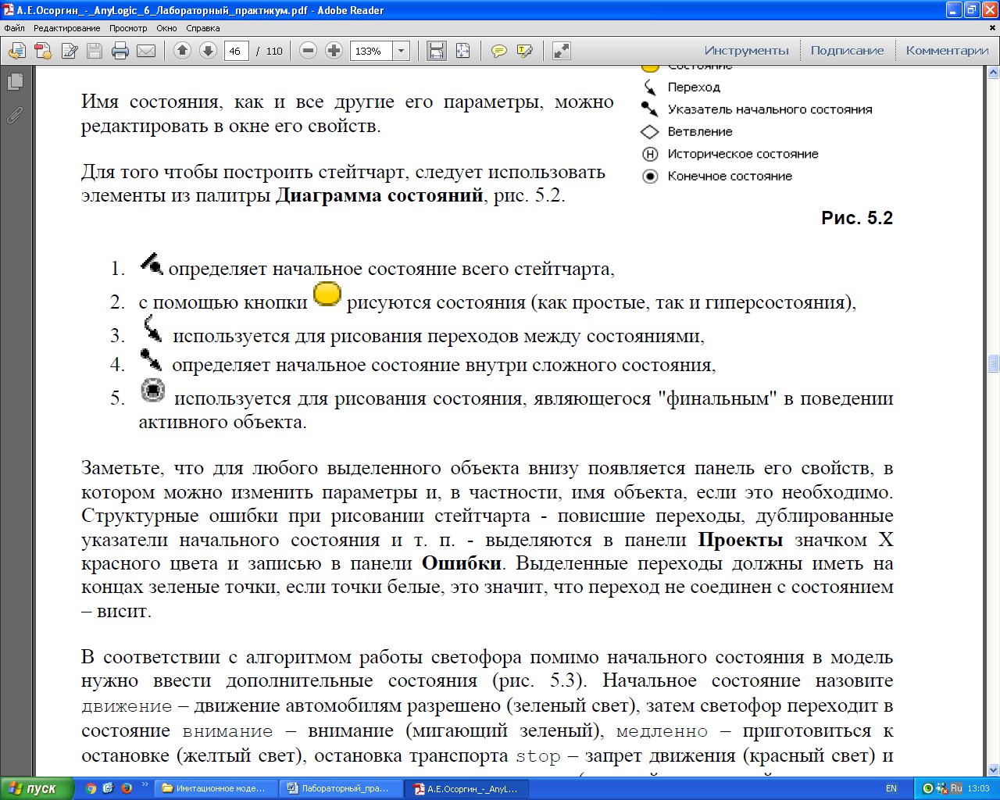 А.Е.Осоргин_-_AnyLogic_6_Лабораторный_практикум.pdf - Adobe Reader
Файл Редактирование Просмотр Окно Справка
46 / 110 133% Инструменты Подписание Комментарии
Состояние
Переход
Указатель начального состояния
Ветвление
Историческое состояние
Конечное состояние
Имя состояния, как и все другие его параметры, можно
редактировать в окне его свойств.
Для того чтобы построить стейтчарт, следует использовать
элементы из палитры Диаграмма состояний, рис. 5.2.
Рис. 5.2
1. определяет начальное состояние всего стейтчарта,
2. с помощью кнопки рисуются состояния (как простые, так и гиперсостояния),
3. используется для рисования переходов между состояниями,
4. определяет начальное состояние внутри сложного состояния,
5. используется для рисования состояния, являющегося "финальным" в поведении
активного объекта.
Заметьте, что для любого выделенного объекта внизу появляется панель его свойств, в
котором можно изменить параметры и, в частности, имя объекта, если это необходимо.
Структурные ошибки при рисовании стейтчарта - повисшие переходы, дублированные
указатели начального состояния и т. п. - выделяются в панели Проекты значком X
красного цвета и записью в панели Ошибки. Выделенные переходы должны иметь на
концах зеленые точки, если точки белые, это значит, что переход не соединен с состоянием
– висит.
В соответствии с алгоритмом работы светофора помимо начального состояния в модель
нужно ввести дополнительные состояния (рис. 5.3). Начальное состояние назовите
движение – движение автомобилям разрешено (зеленый свет), затем светофор переходит в
состояние внимание – внимание (мигающий зеленый), медленно – приготовиться к
остановке (желтый свет), остановка транспорта stop – запрет движения (красный свет) и
пуск » Имитационное моде... Лабораторный_пра... А.Е.Осоргин_-_AnyL... EN Ru 13:03